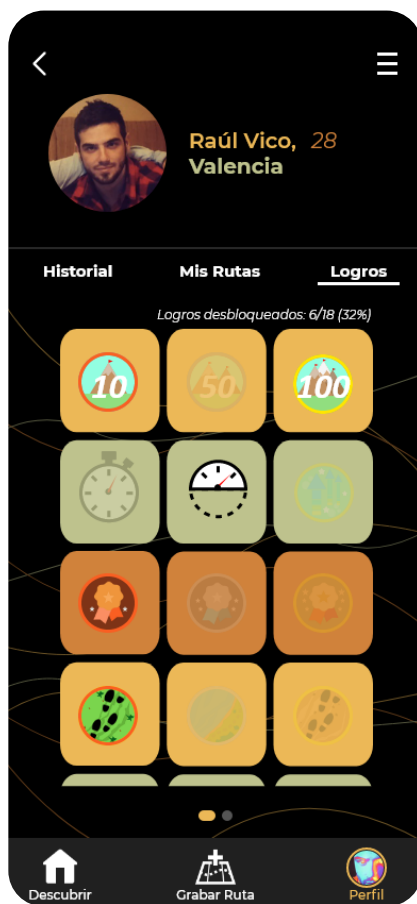 Raúl Vico, 28
Valencia
Historial Mis Rutas Logros
Logros desbloqueados: 6/18 (32%)
10 50 100
Descubrir Grabar Ruta Perfil